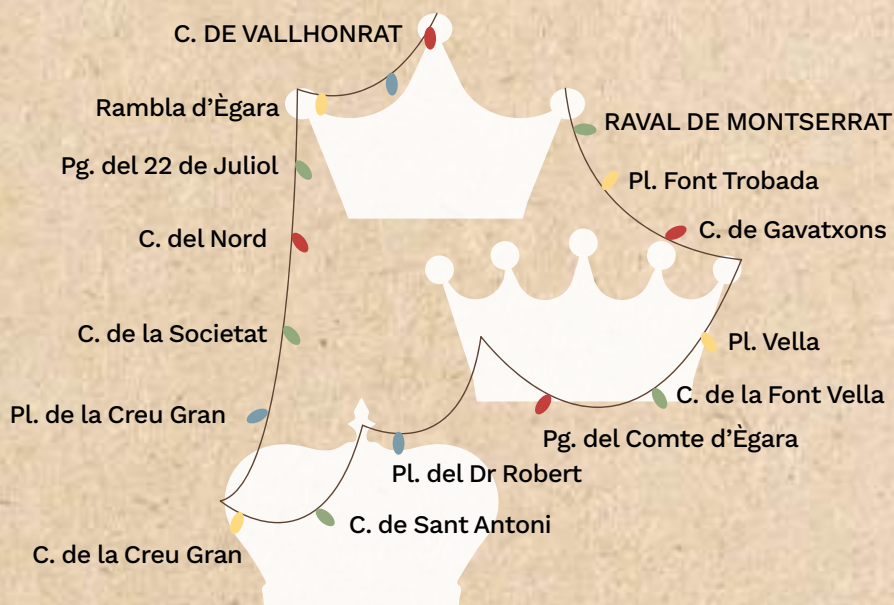 C. DE VALLHONRAT
Rambla d'Ègara
Pg. del 22 de Juliol
C. del Nord
C. de la Societat
Pl. de la Creu Gran
C. de la Creu Gran
C. de Sant Antoni
Pl. del Dr Robert
Pg. del Comte d'Ègara
C. de la Font Vella
Pl. Vella
C. de Gavatxons
Pl. Font Trobada
RAVAL DE MONTSERRAT